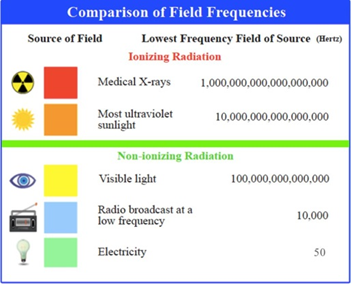 Comparison of Field Frequencies
Source of Field Lowest Frequency Field of Source (Hertz)
Ionizing Radiation
Medical X-rays 1,000,000,000,000,000,000
Most ultraviolet
sunlight 10,000,000,000,000,000
Non-ionizing Radiation
Visible light 100,000,000,000,000
Radio broadcast at a
low frequency 10,000
Electricity 50